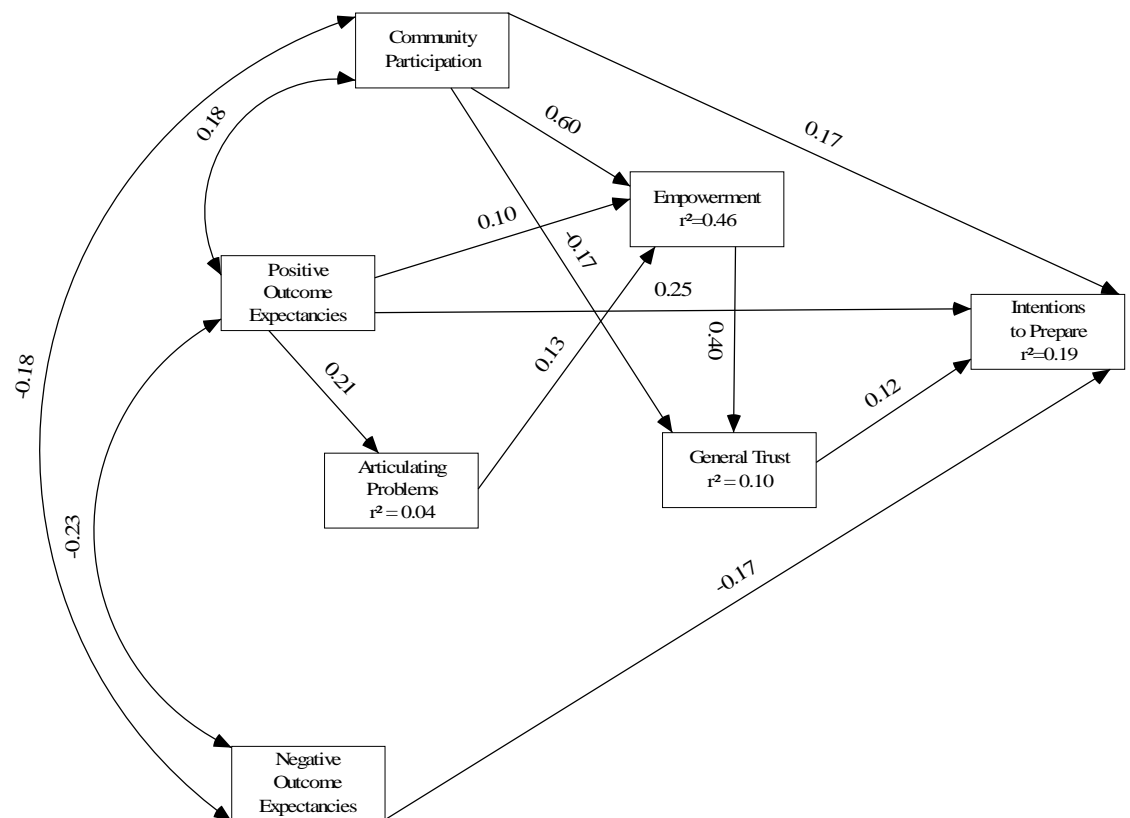 Community
Participation
0.18
0.60
0.17
Empowerment
r²=0.46
0.10
-0.17
Positive
Outcome
Expectancies
0.25
Intentions
to Prepare
r²=0.19
0.40
0.13
-0.18
0.21
0.12
Articulating
Problems
r² = 0.04
General Trust
r² = 0.10
-0.23
-0.17
Negative
Outcome
Expectancies